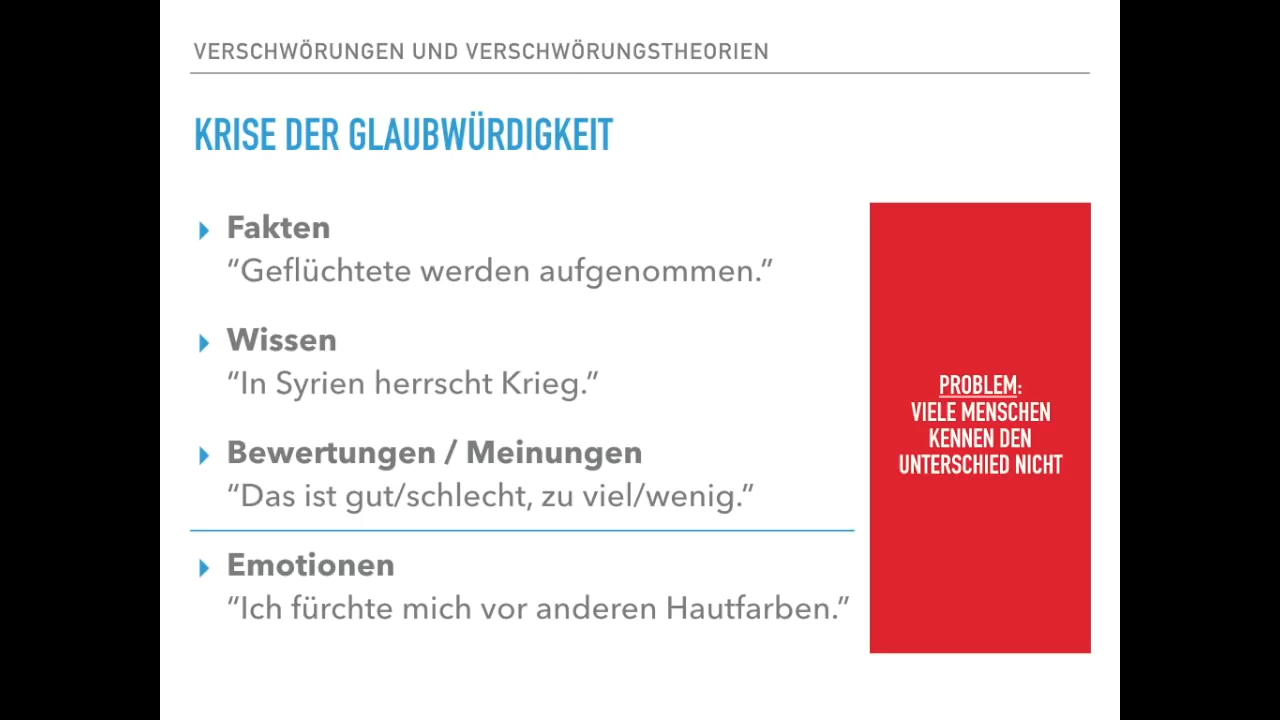 VERSCHWÖRUNGEN UND VERSCHWÖRUNGSTHEORIEN
KRISE DER GLAUBWÜRDIGKEIT
Fakten
“Geflüchtete werden aufgenommen.”
Wissen
“In Syrien herrscht Krieg.”
Bewertungen / Meinungen
“Das ist gut/schlecht, zu viel/wenig.”
Emotionen
“Ich fürchte mich vor anderen Hautfarben.”
PROBLEM:
VIELE MENSCHEN
KENNEN DEN
UNTERSCHIED NICHT